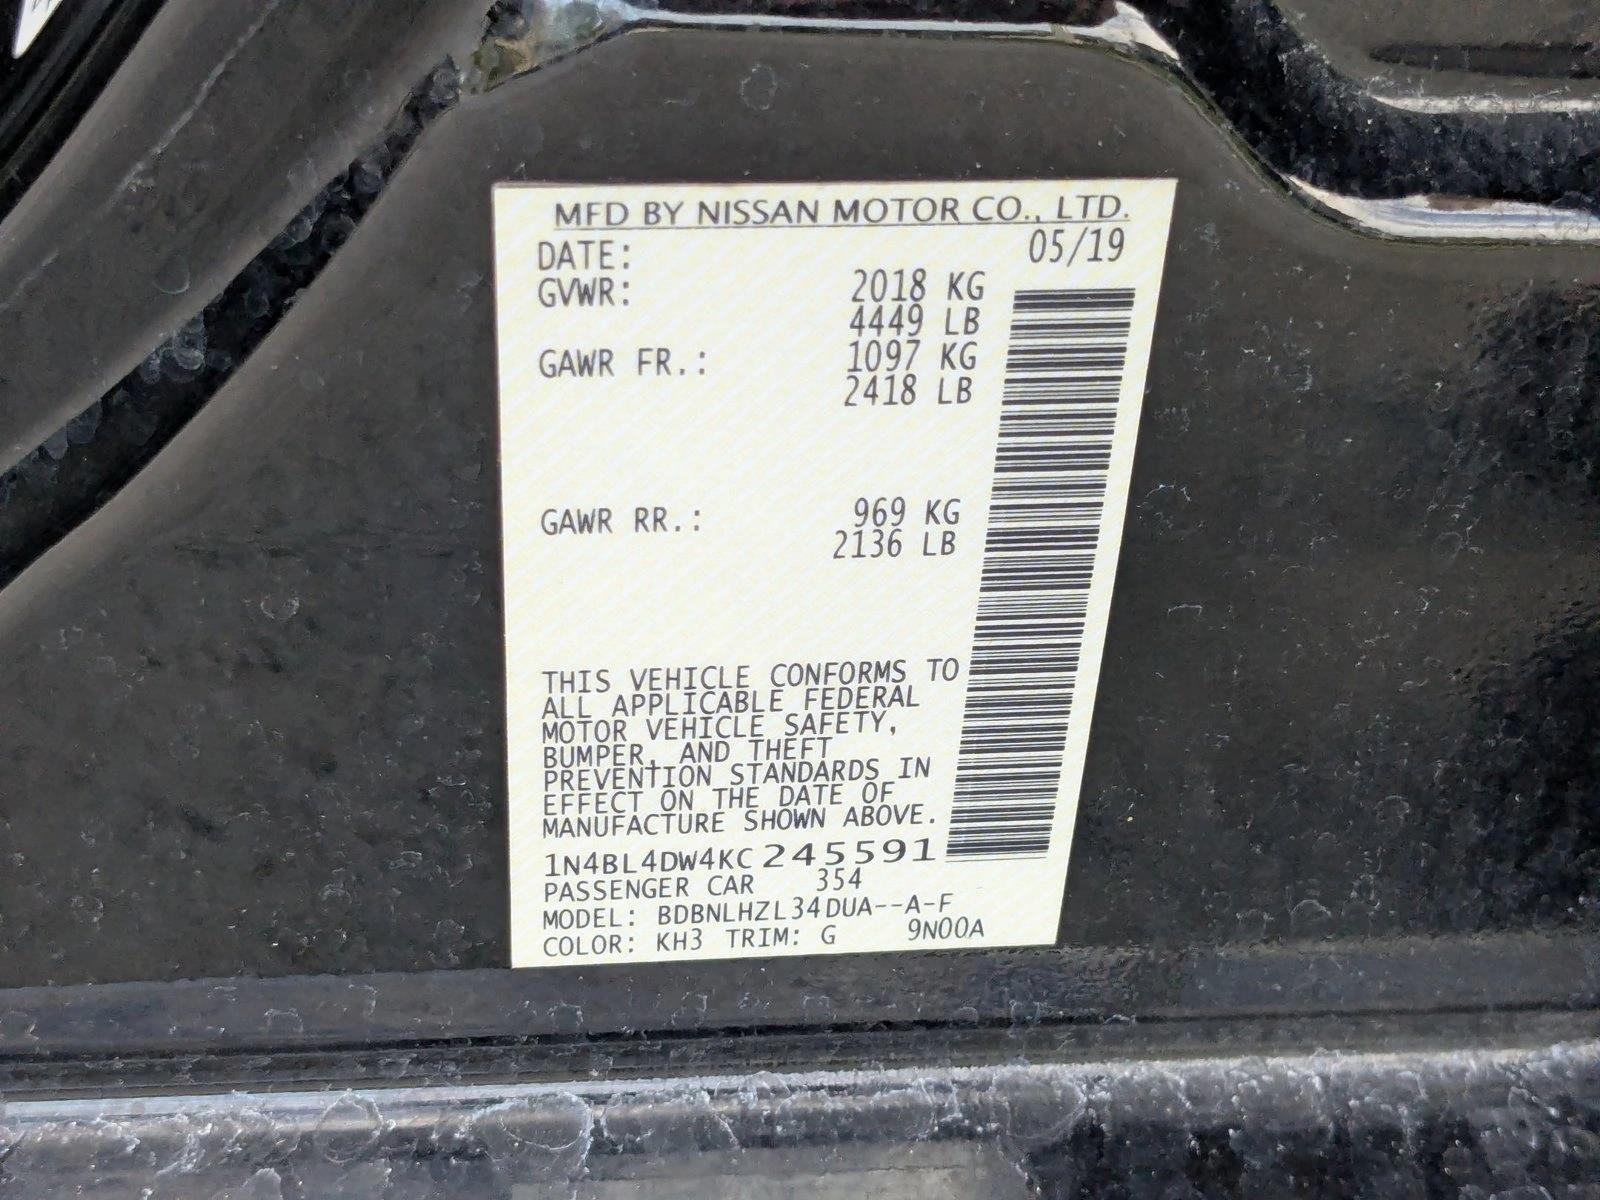 MFD BY NISSAN MOTOR CO., LTD.
DATE: 05/19
GVWR: 2018 KG
4449 LB
GAWR FR.: 1097 KG
2418 LB
GAWR RR.: 969 KG
2136 LB
THIS VEHICLE CONFORMS TO
ALL APPLICABLE FEDERAL
MOTOR VEHICLE SAFETY,
BUMPER, AND THEFT
PREVENTION STANDARDS IN
EFFECT ON THE DATE OF
MANUFACTURE SHOWN ABOVE.
1N4BL4DW4KC245591
PASSENGER CAR 354
MODEL: BDBNLHZL34DUA--A-F
COLOR: KH3 TRIM: G 9N00A